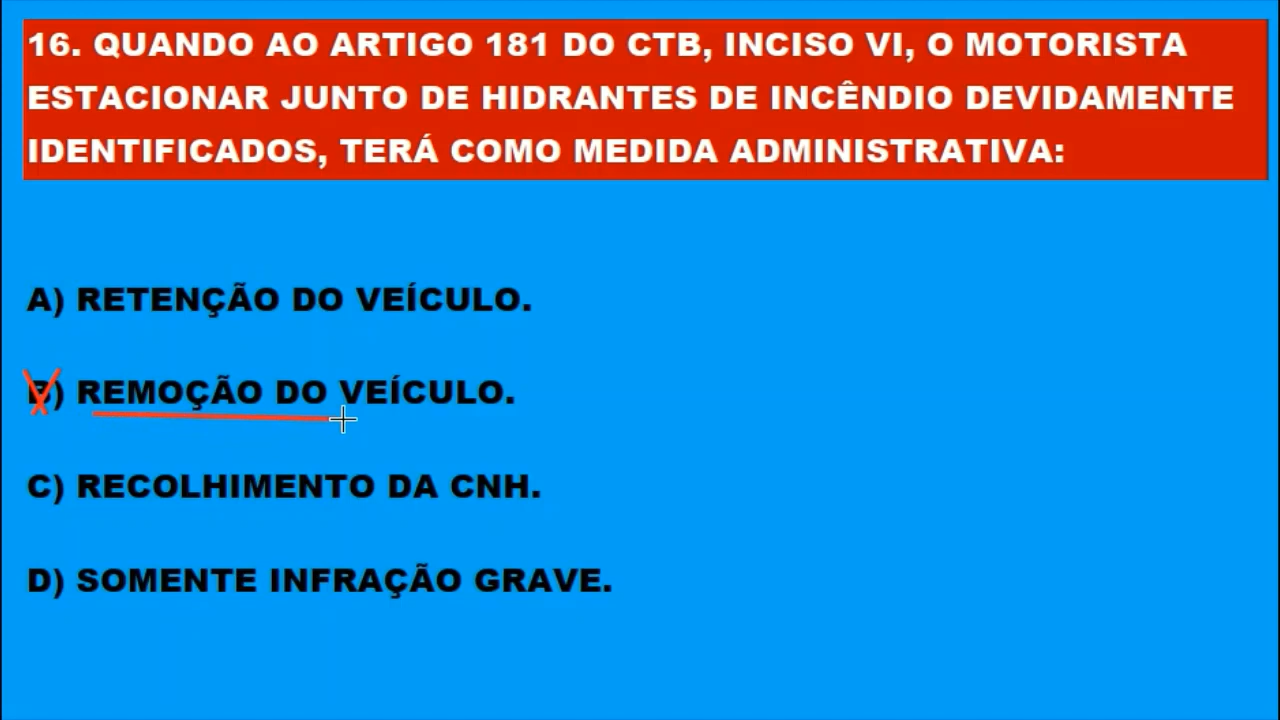 16. QUANDO AO ARTIGO 181 DO CTB, INCISO VI, O MOTORISTA
ESTACIONAR JUNTO DE HIDRANTES DE INCÊNDIO DEVIDAMENTE
IDENTIFICADOS, TERÁ COMO MEDIDA ADMINISTRATIVA:
A) RETENÇÃO DO VEÍCULO.
B) REMOÇÃO DO VEÍCULO.
C) RECOLHIMENTO DA CNH.
D) SOMENTE INFRAÇÃO GRAVE.